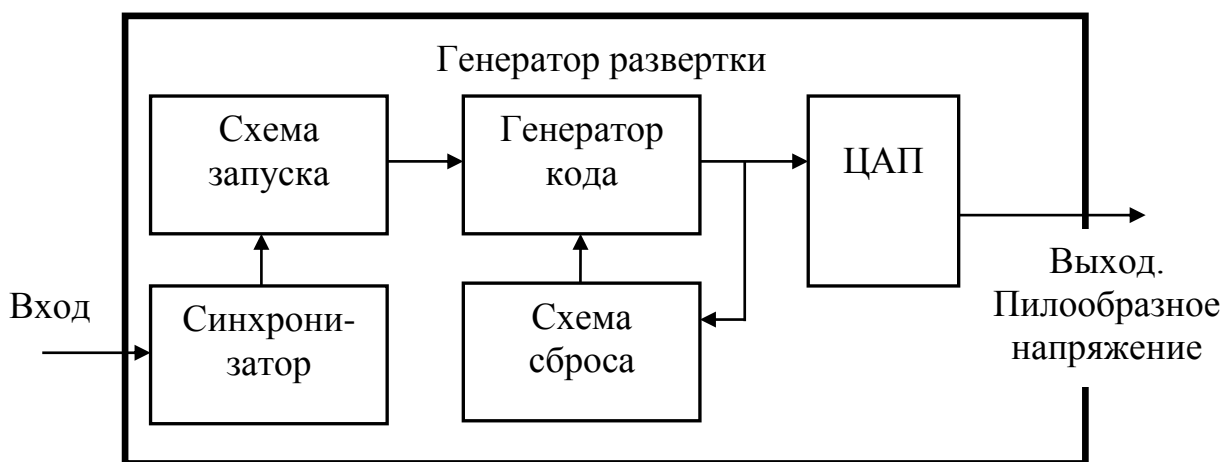 Генератор развертки
Схема
запуска
Генератор
кода
ЦАП
Вход
Синхрони-
затор
Схема
сброса
Выход.
Пилообразное
напряжение